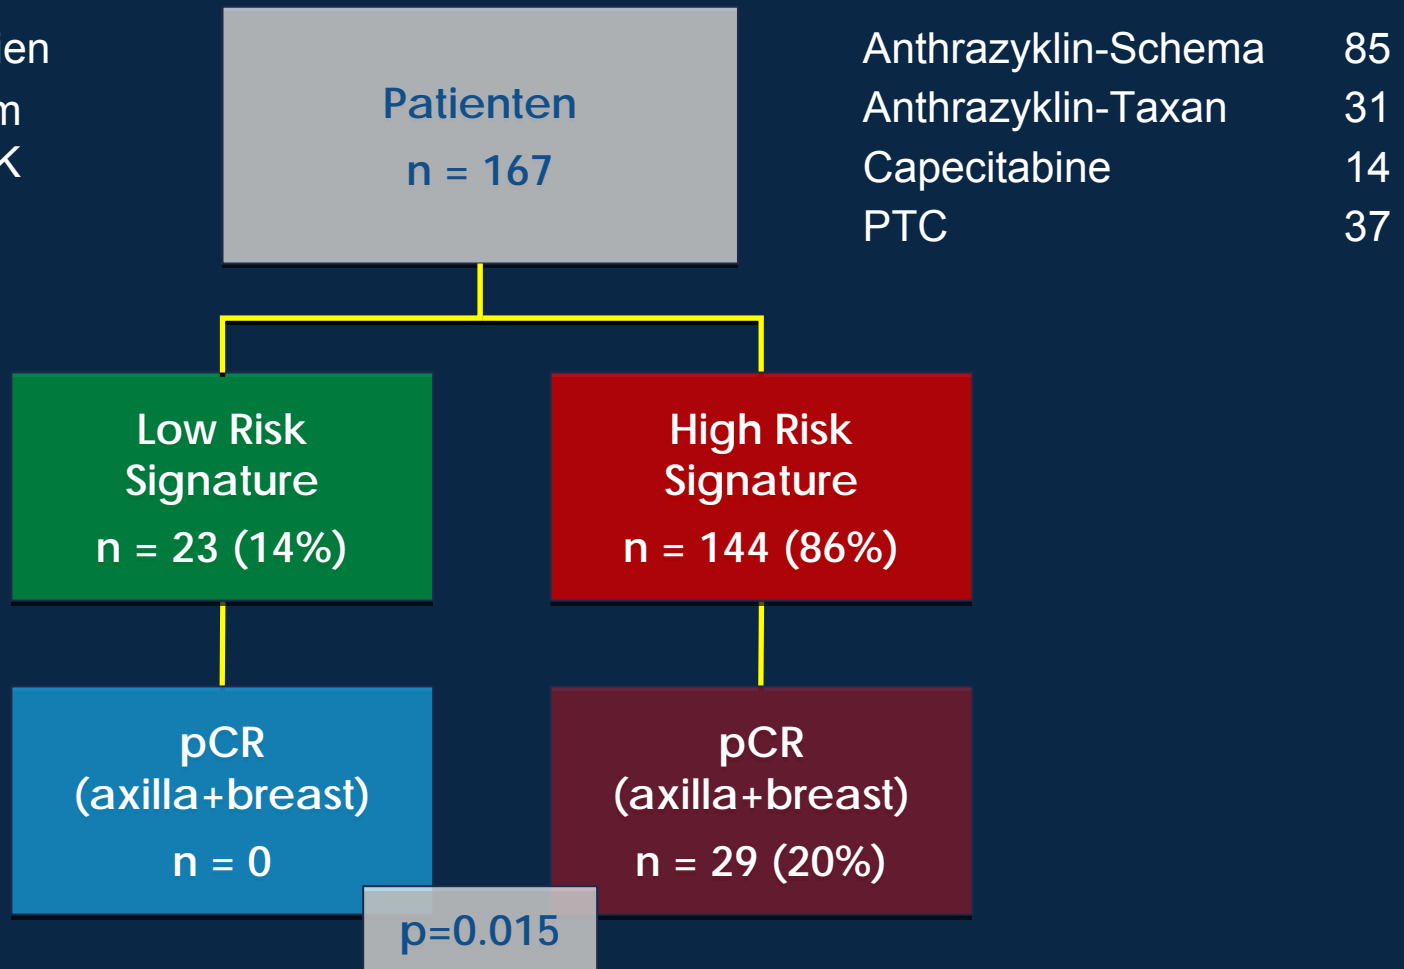 Patienten
n = 167
Anthrazyklin-Schema 85
Anthrazyklin-Taxan 31
Capecitabine 14
PTC 37
Low Risk
Signature
n = 23 (14%)
High Risk
Signature
n = 144 (86%)
pCR
(axilla+breast)
n = 0
pCR
(axilla+breast)
n = 29 (20%)
p=0.015